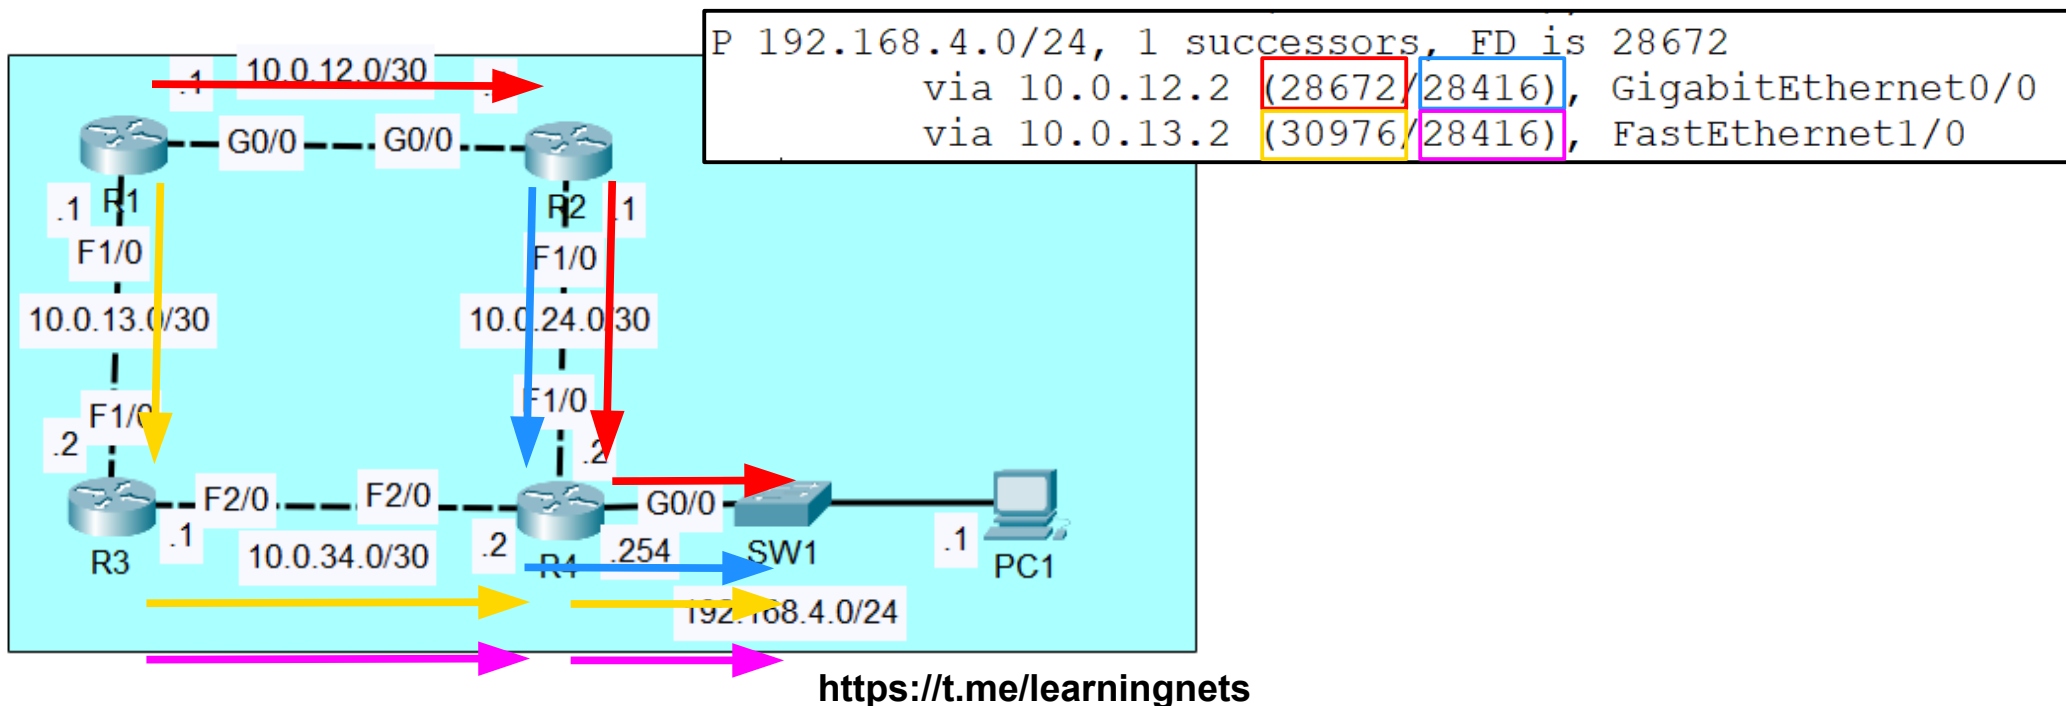 P 192.168.4.0/24, 1 successors, FD is 28672
via 10.0.12.2 (28672/28416), GigabitEthernet0/0
via 10.0.13.2 (30976/28416), FastEthernet1/0
.1
10.0.12.0/30
G0/0
G0/0
.1
R1
R2
.1
F1/0
F1/0
10.0.13.0/30
10.0.24.0/30
F1/0
F1/0
.2
.2
F2/0
F2/0
G0/0
.1
10.0.34.0/30
.2
.254
.1
R3
R4
SW1
PC1
192.168.4.0/24
https://t.me/learningnets